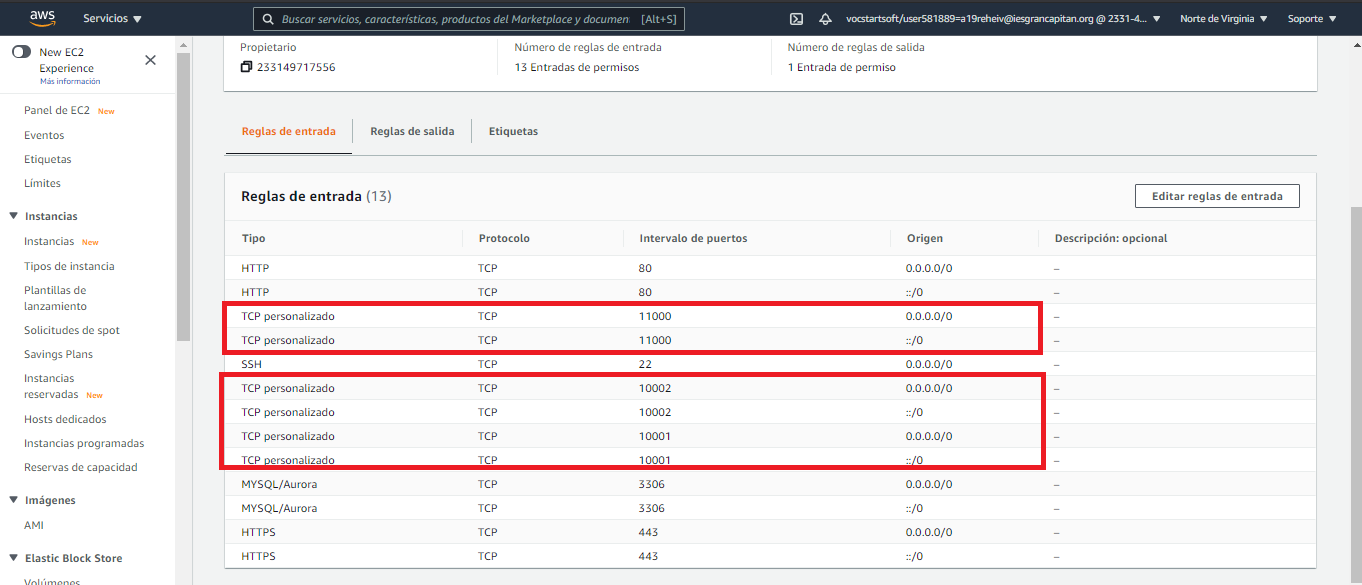 aws
Servicios
Buscar servicios, características, productos del Marketplace y documen [Alt+S]
vocstartsoft/user581889=a19reheiv@iesgrancapitan.org @ 2331-4...
Norte de Virginia
Soporte
New EC2
Experience
Más información
Panel de EC2 New
Eventos
Etiquetas
Límites
Instancias
Instancias New
Tipos de instancia
Plantillas de
lanzamiento
Solicitudes de spot
Savings Plans
Instancias
reservadas New
Hosts dedicados
Instancias programadas
Reservas de capacidad
Imágenes
AMI
Elastic Block Store
Volúmenes
Propietario
233149717556
Número de reglas de entrada
13 Entradas de permisos
Número de reglas de salida
1 Entrada de permiso
Reglas de entrada
Reglas de salida
Etiquetas
Reglas de entrada (13)
Editar reglas de entrada
Tipo Protocolo Intervalo de puertos Origen Descripción: opcional
HTTP TCP 80 0.0.0.0/0 –
HTTP TCP 80 ::/0 –
TCP personalizado TCP 11000 0.0.0.0/0 –
TCP personalizado TCP 11000 ::/0 –
SSH TCP 22 0.0.0.0/0 –
TCP personalizado TCP 10002 0.0.0.0/0 –
TCP personalizado TCP 10002 ::/0 –
TCP personalizado TCP 10001 0.0.0.0/0 –
TCP personalizado TCP 10001 ::/0 –
MYSQL/Aurora TCP 3306 0.0.0.0/0 –
MYSQL/Aurora TCP 3306 ::/0 –
HTTPS TCP 443 0.0.0.0/0 –
HTTPS TCP 443 ::/0 –